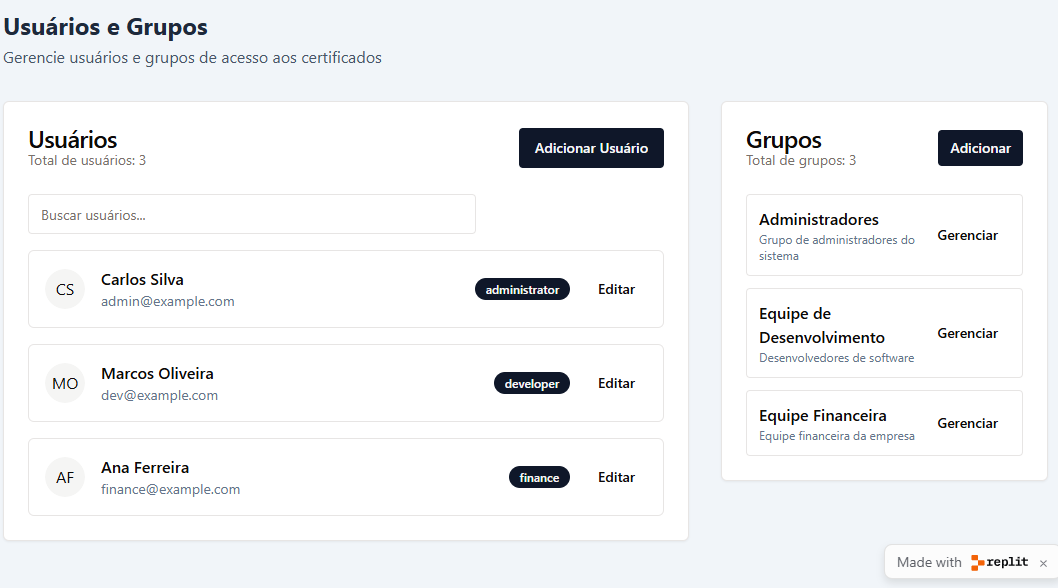 Usuários e Grupos
Gerencie usuários e grupos de acesso aos certificados
Usuários
Total de usuários: 3
Adicionar Usuário
Buscar usuários...
CS
Carlos Silva
admin@example.com
administrator
Editar
MO
Marcos Oliveira
dev@example.com
developer
Editar
AF
Ana Ferreira
finance@example.com
finance
Editar
Grupos
Total de grupos: 3
Adicionar
Administradores
Grupo de administradores do
sistema
Gerenciar
Equipe de
Desenvolvimento
Desenvolvedores de software
Gerenciar
Equipe Financeira
Equipe financeira da empresa
Gerenciar
Made with replit ×